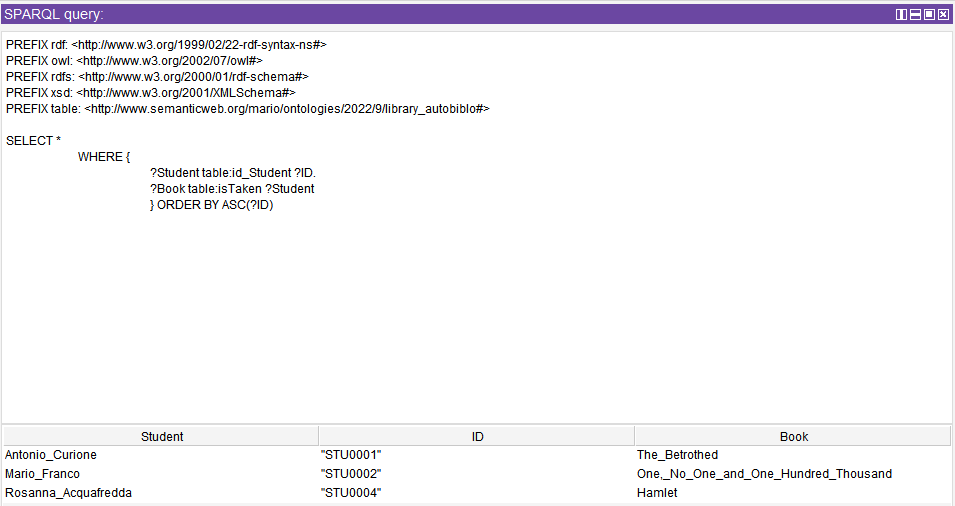 SPARQL query:
PREFIX rdf: <http://www.w3.org/1999/02/22-rdf-syntax-ns#>
PREFIX owl: <http://www.w3.org/2002/07/owl#>
PREFIX rdfs: <http://www.w3.org/2000/01/rdf-schema#>
PREFIX xsd: <http://www.w3.org/2001/XMLSchema#>
PREFIX table: <http://www.semanticweb.org/mario/ontologies/2022/9/library_autobiblo#>
SELECT *
WHERE {
?Student table:id_Student ?ID.
?Book table:isTaken ?Student
} ORDER BY ASC(?ID)
Student ID Book
Antonio_Curione "STU0001" The_Betrothed
Mario_Franco "STU0002" One,_No_One_and_One_Hundred_Thousand
Rosanna_Acquafredda "STU0004" Hamlet